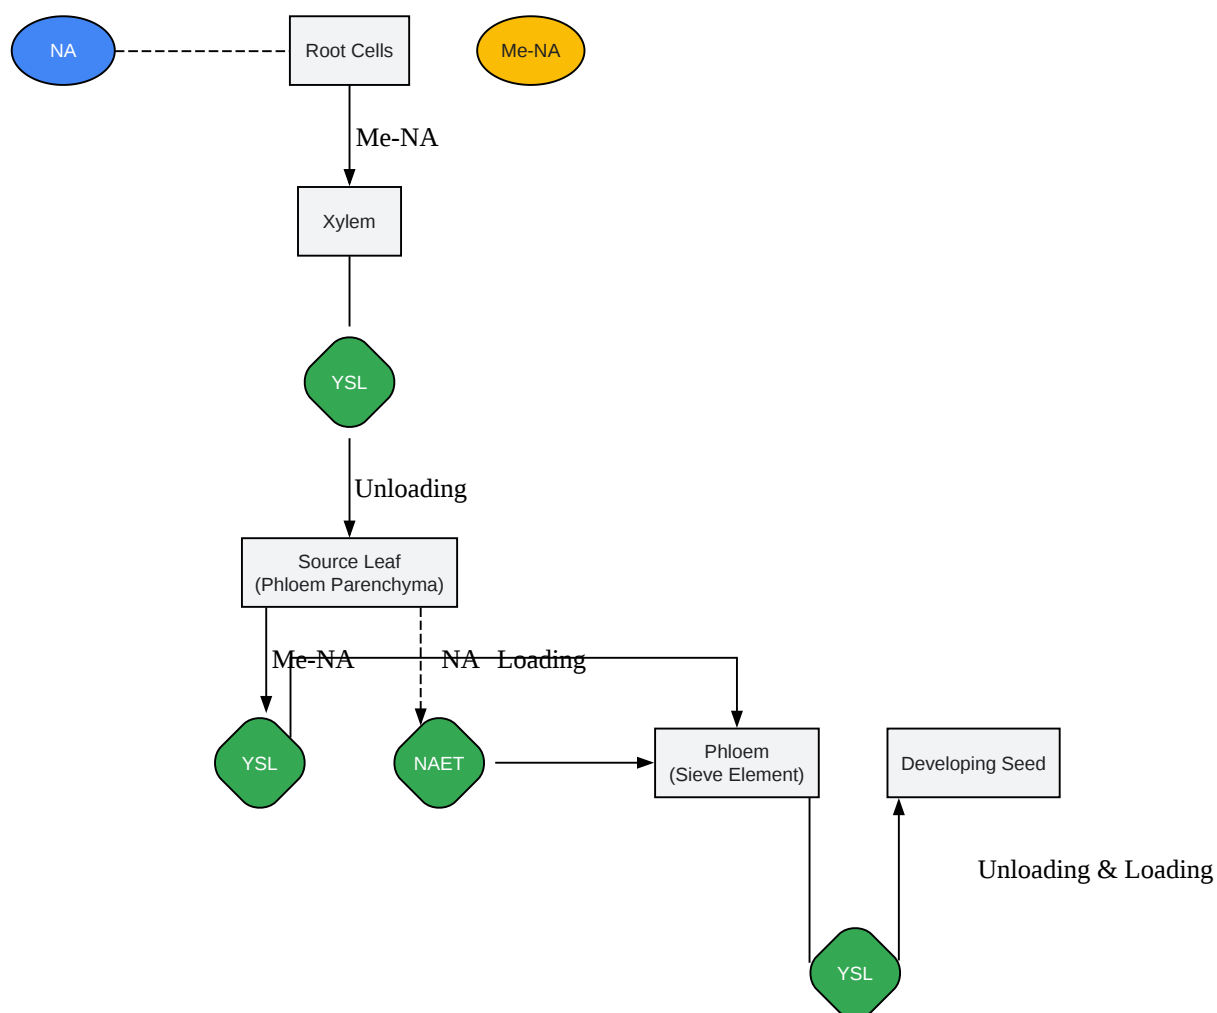 NA
Root Cells
Me-NA
Me-NA
Xylem
YSL
Unloading
Source Leaf
(Phloem Parenchyma)
Me-NA
NA
Loading
YSL
NAET
Phloem
(Sieve Element)
Developing Seed
Unloading & Loading
YSL